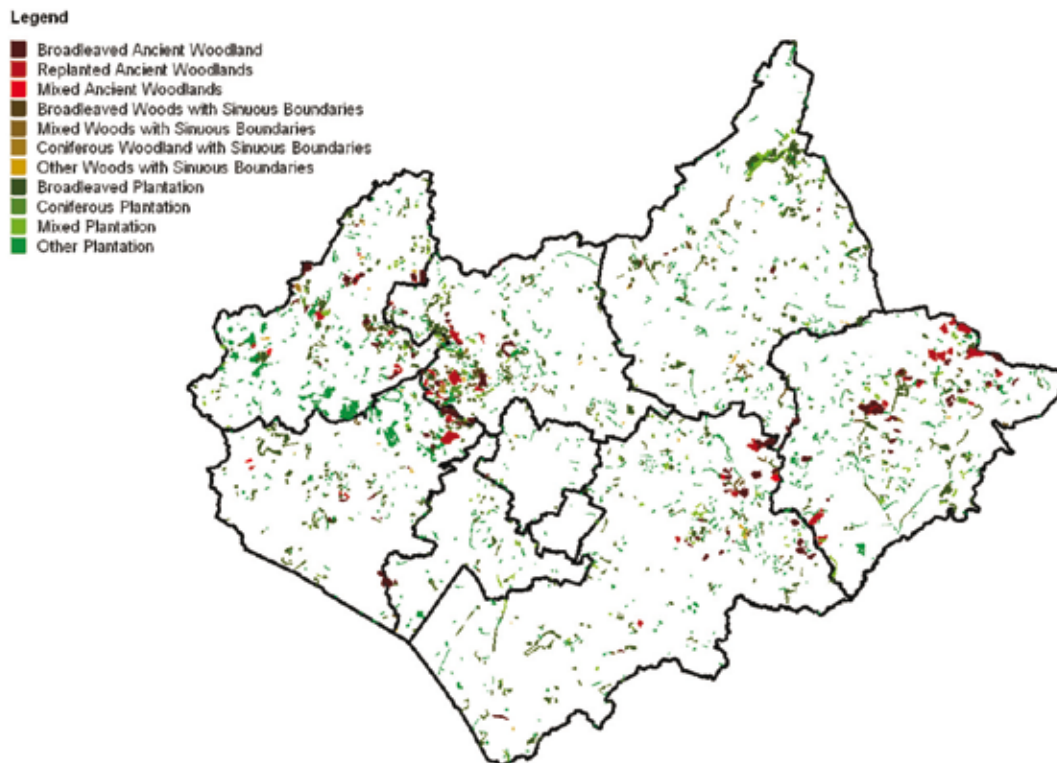 Legend
Broadleaved Ancient Woodland
Replanted Ancient Woodlands
Mixed Ancient Woodlands
Broadleaved Woods with Sinuous Boundaries
Mixed Woods with Sinuous Boundaries
Coniferous Woodland with Sinuous Boundaries
Other Woods with Sinuous Boundaries
Broadleaved Plantation
Coniferous Plantation
Mixed Plantation
Other Plantation